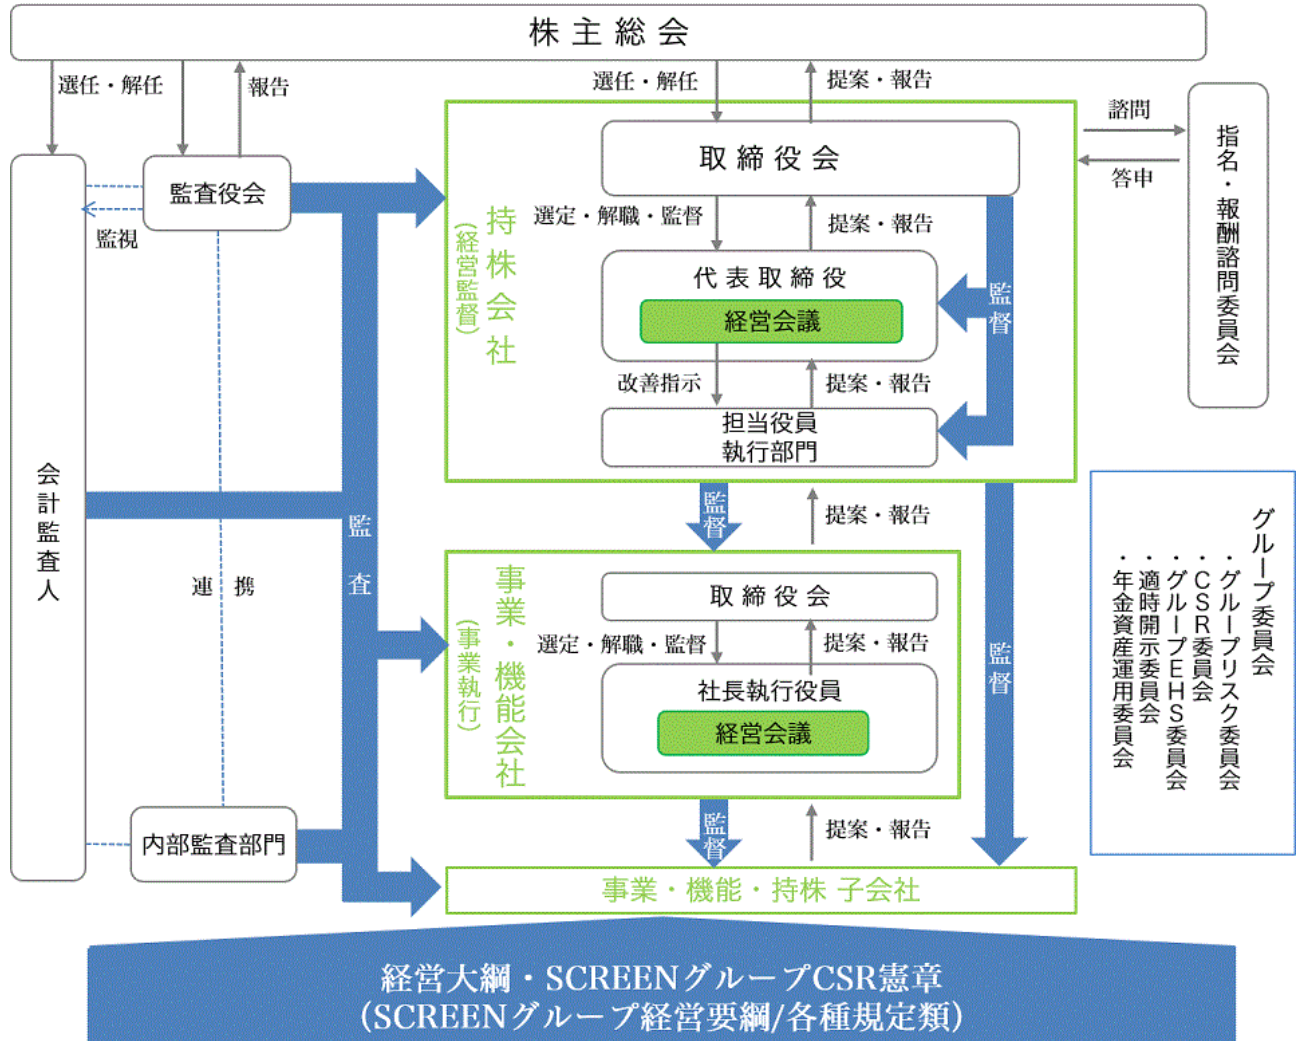 株主総会
選任・解任
報告
選任・解任
提案・報告
諮問
答申
指名・報酬諮問委員会
会計監査人
監査役会
監視
連携
内部監査部門
監査
持株会社
(経営監督)
取締役会
選定・解職・監督
提案・報告
代表取締役
経営会議
監督
改善指示
提案・報告
担当役員
執行部門
監督
提案・報告
監督
事業・機能会社
(事業執行)
取締役会
選定・解職・監督
提案・報告
社長執行役員
経営会議
監督
提案・報告
事業・機能・持株 子会社
グループ委員会
・グループリスク委員会
・CSR委員会
・グループEHS委員会
・適時開示委員会
・年金資産運用委員会
経営大綱・SCREENグループCSR憲章
(SCREENグループ経営要綱/各種規定類)